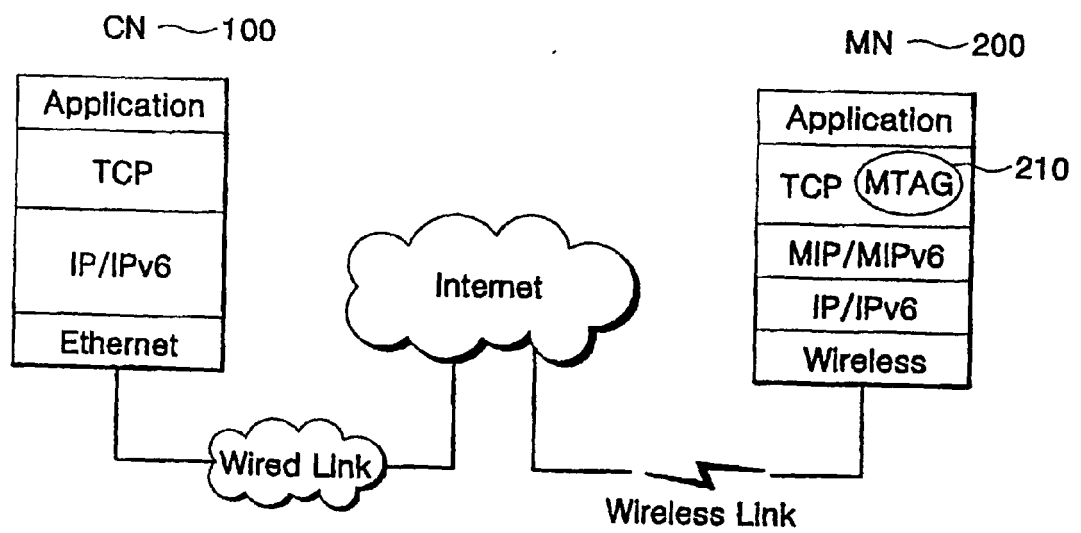 CN 100
Application
TCP
IP/IPv6
Ethernet
MN 200
Application
TCP MTAG 210
MIP/MIPv6
IP/IPv6
Wireless
Internet
Wired Link
Wireless Link